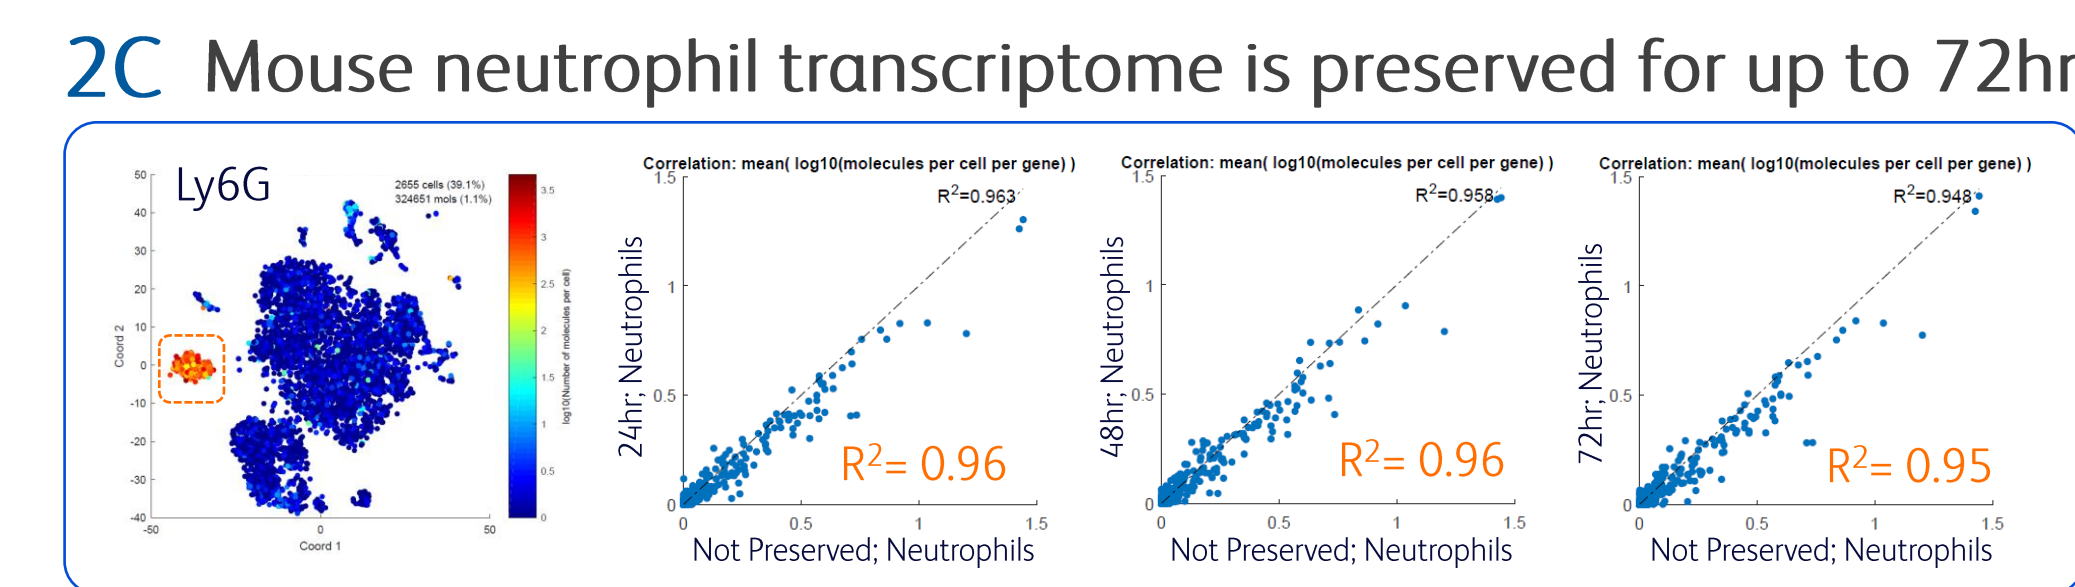 2C Mouse neutrophil transcriptome is preserved for up to 72hr
Ly6G
2655 cells (39.1%)
324651 mols (1.1%)
50
40
30
20
10
0
-10
-20
-30
-40
-50
0
50
Coord 2
Coord 1
3.5
3
2.5
2
1.5
1
0.5
0
log10(Number of molecules per cell)
Correlation: mean( log10(molecules per cell per gene) )
R2=0.963
1.5
1
0.5
0
0
0.5
1
1.5
24hr; Neutrophils
R2= 0.96
Not Preserved; Neutrophils
Correlation: mean( log10(molecules per cell per gene) )
R2=0.958
1.5
1
0.5
0
0
0.5
1
1.5
48hr; Neutrophils
R2= 0.96
Not Preserved; Neutrophils
Correlation: mean( log10(molecules per cell per gene) )
R2=0.948
1.5
1
0.5
0
0
0.5
1
1.5
72hr; Neutrophils
R2= 0.95
Not Preserved; Neutrophils